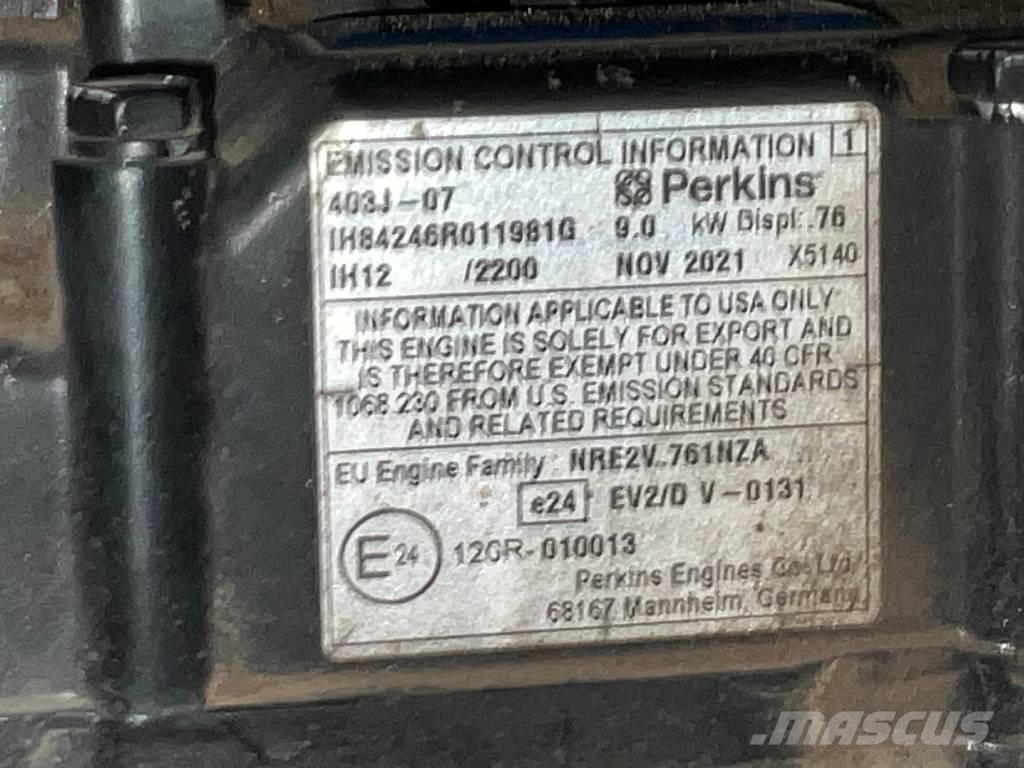 EMISSION CONTROL INFORMATION 1
403J-07 Perkins
IH84246R011981G 9.0 kW Displ: .76
IH12 /2200 NOV 2021 X5140
INFORMATION APPLICABLE TO USA ONLY
THIS ENGINE IS SOLELY FOR EXPORT AND
IS THEREFORE EXEMPT UNDER 40 CFR
1068.230 FROM U.S. EMISSION STANDARDS
AND RELATED REQUIREMENTS
EU Engine Family: NRE2V.761NZA
e24 EV2/D V-0131
E 24 120R-010013
Perkins Engines Co Ltd
68167 Mannheim, Germany
MASCUS